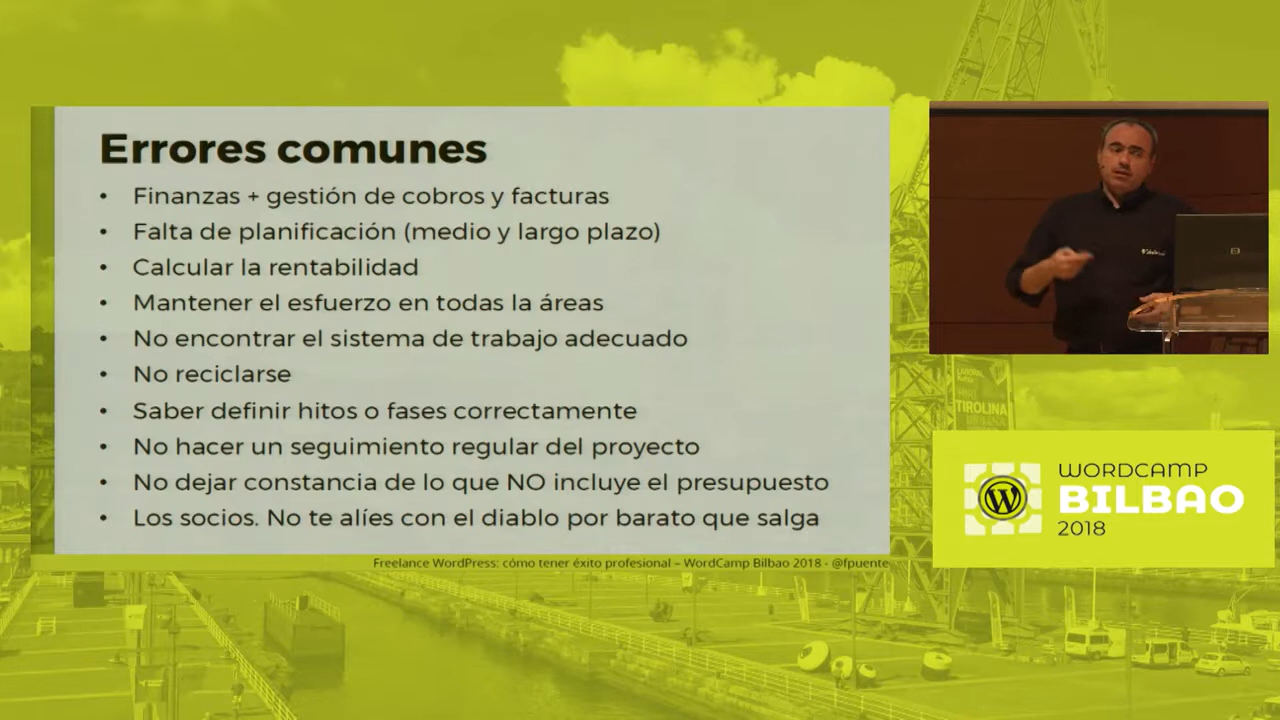 Errores comunes
• Finanzas + gestión de cobros y facturas
• Falta de planificación (medio y largo plazo)
• Calcular la rentabilidad
• Mantener el esfuerzo en todas la áreas
• No encontrar el sistema de trabajo adecuado
• No reciclarse
• Saber definir hitos o fases correctamente
• No hacer un seguimiento regular del proyecto
• No dejar constancia de lo que NO incluye el presupuesto
• Los socios. No te alíes con el diablo por barato que salga
Freelance WordPress: cómo tener éxito profesional – WordCamp Bilbao 2018 - @fpuente
TIROLINA
WORDCAMP
BILBAO
2018